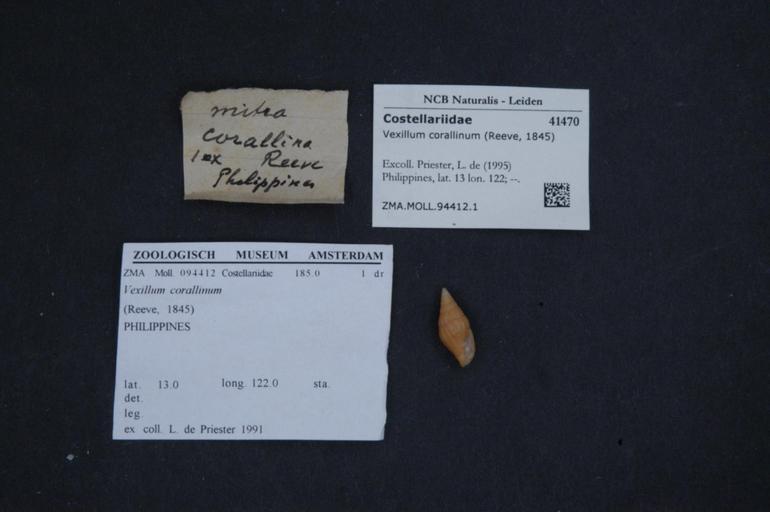 mitra
corallina
1 ex Reeve
Philippines
NCB Naturalis - Leiden
Costellariidae 41470
Vexillum corallinum (Reeve, 1845)
Excoll. Priester, L. de (1995)
Philippines, lat. 13 lon. 122; --.
ZMA.MOLL.94412.1
ZOOLOGISCH MUSEUM AMSTERDAM
ZMA Moll. 094412 Costellariidae 185.0 1 dr
Vexillum corallinum
(Reeve, 1845)
PHILIPPINES
lat. 13.0 long. 122.0 sta.
det.
leg.
ex coll. L. de Priester 1991